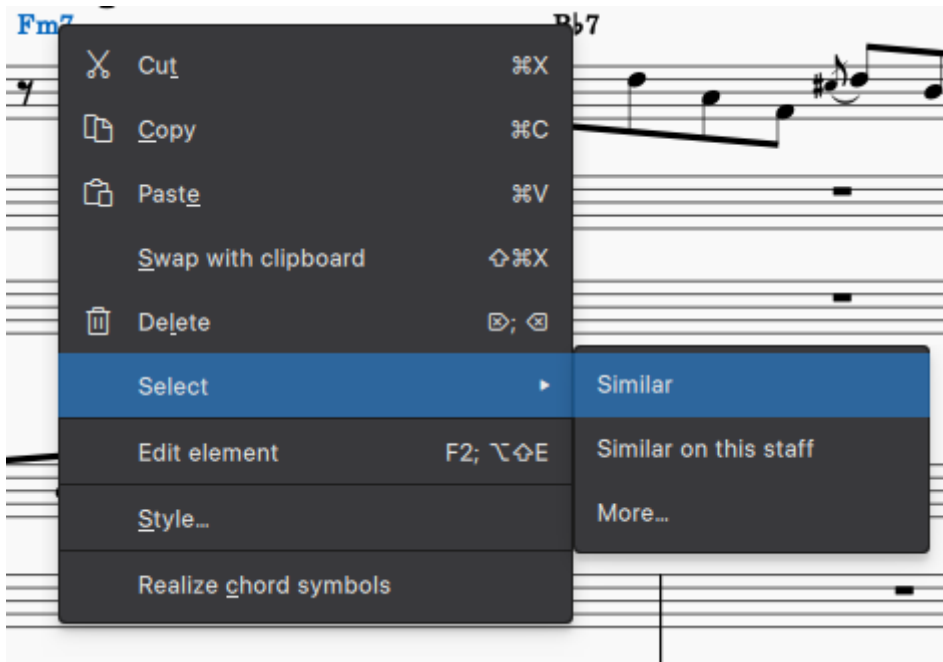 Fm7 B♭7
Cut ⌘X
Copy ⌘C
Paste ⌘V
Swap with clipboard ⇧⌘X
Delete ⌦; ⌫
Select ▸
Similar
Edit element F2; ⌥⇧E
Similar on this staff
Style…
More…
Realize chord symbols